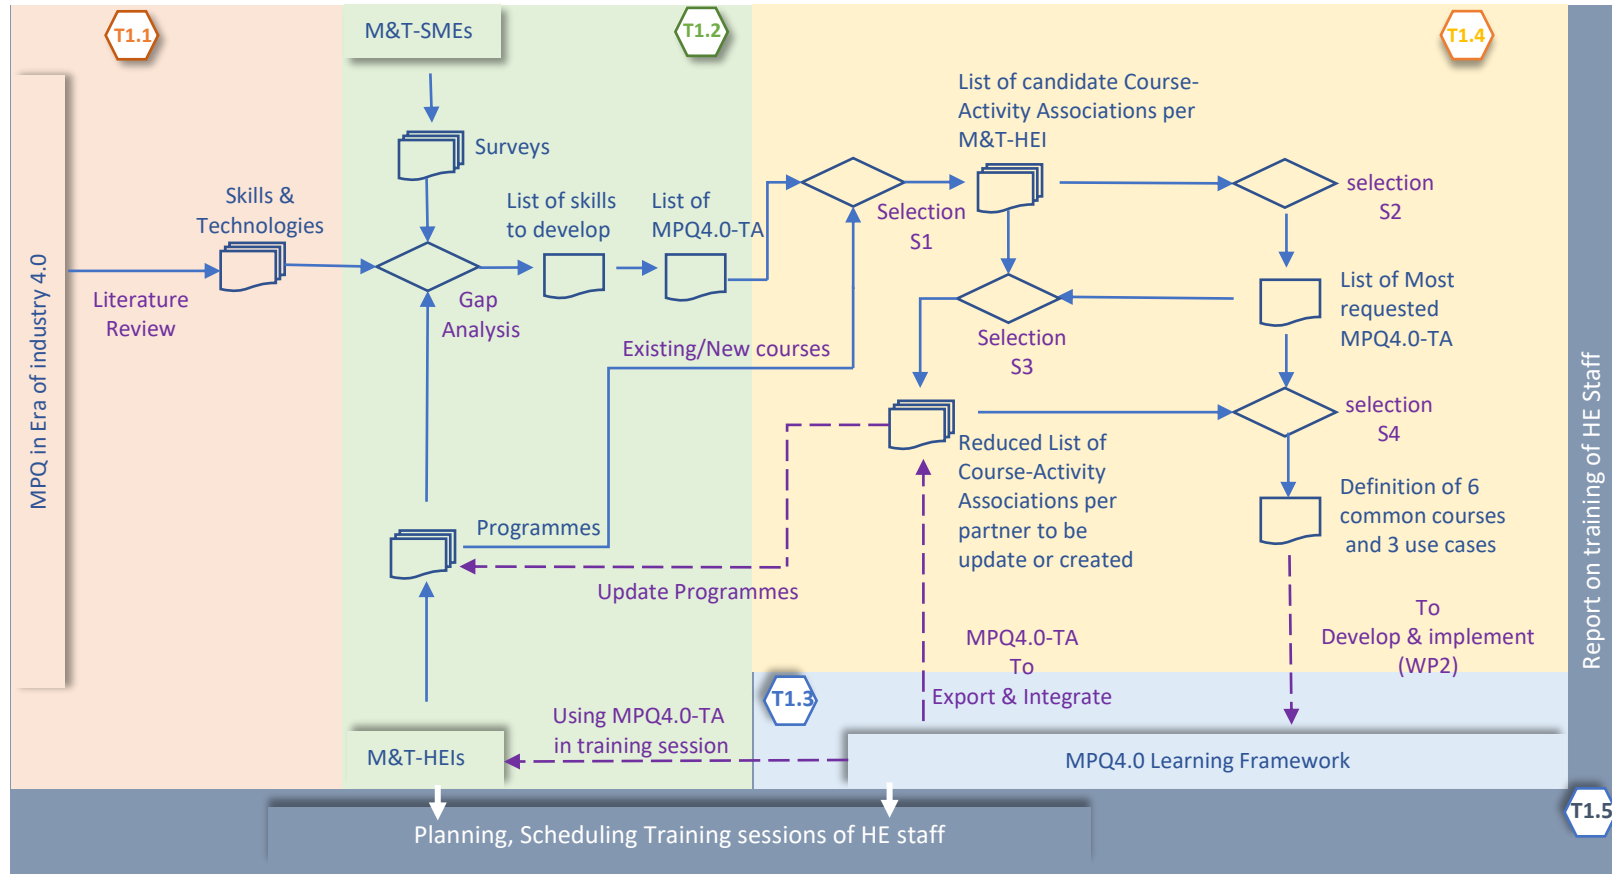 T1.1
MPQ in Era of industry 4.0
Literature
Review
Skills &
Technologies
T1.2
M&T-SMEs
Surveys
Gap
Analysis
List of skills
to develop
List of
MPQ4.0-TA
Existing/New courses
Programmes
Update Programmes
M&T-HEIs
Using MPQ4.0-TA
in training session
T1.4
List of candidate Course-
Activity Associations per
M&T-HEI
Selection
S1
selection
S2
List of Most
requested
MPQ4.0-TA
Selection
S3
selection
S4
Reduced List of
Course-Activity
Associations per
partner to be
update or created
Definition of 6
common courses
and 3 use cases
MPQ4.0-TA
To
Export & Integrate
To
Develop & implement
(WP2)
T1.3
MPQ4.0 Learning Framework
Report on training of HE Staff
T1.5
Planning, Scheduling Training sessions of HE staff